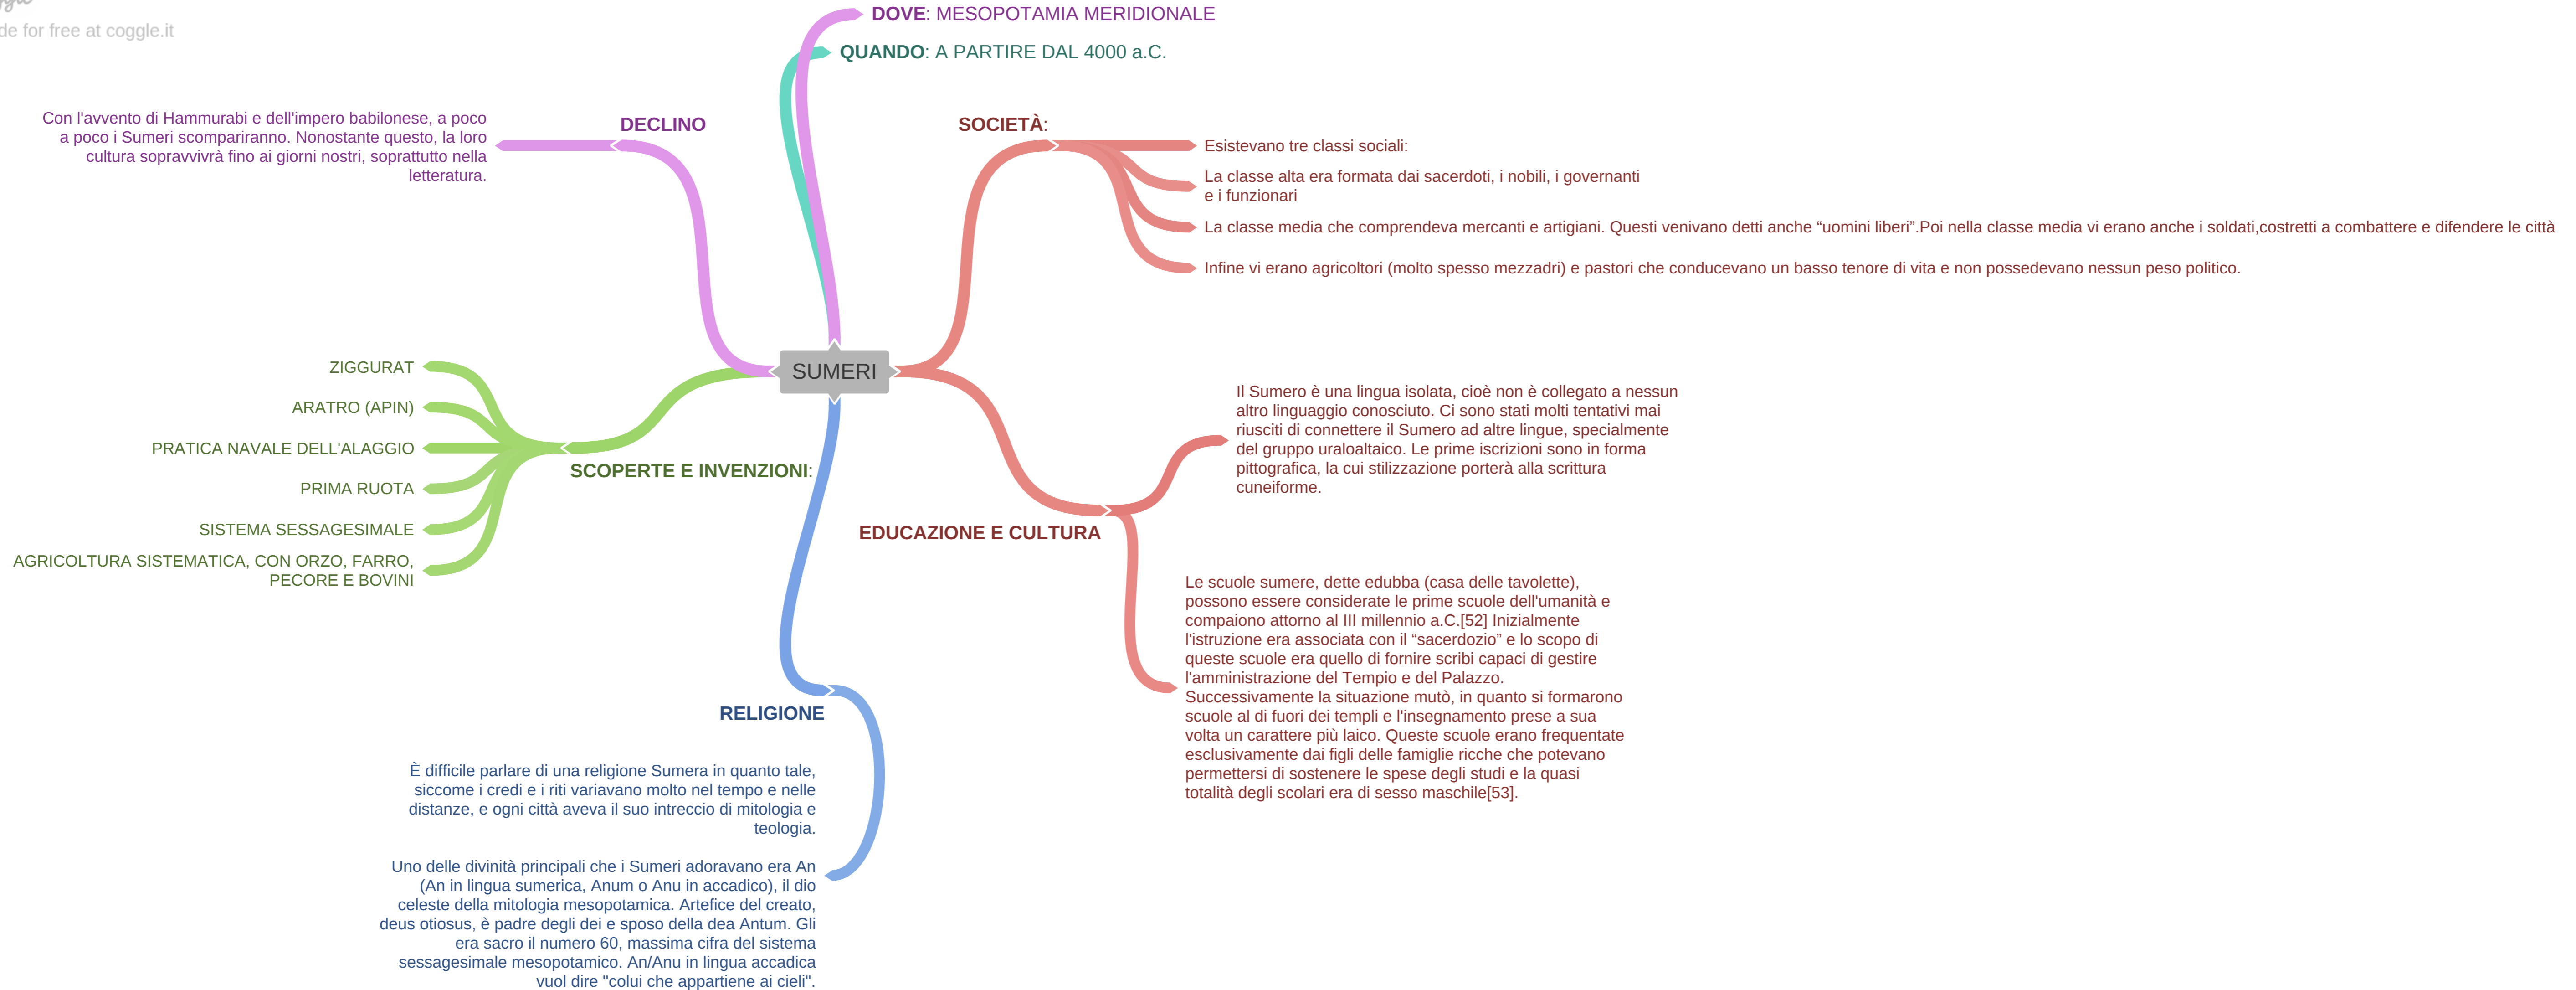 de for free at coggle.it
DOVE: MESOPOTAMIA MERIDIONALE
QUANDO: A PARTIRE DAL 4000 a.C.
DECLINO
Con l'avvento di Hammurabi e dell'impero babilonese, a poco
a poco i Sumeri scompariranno. Nonostante questo, la loro
cultura sopravvivrà fino ai giorni nostri, soprattutto nella
letteratura.
SOCIETÀ:
Esistevano tre classi sociali:
La classe alta era formata dai sacerdoti, i nobili, i governanti
e i funzionari
La classe media che comprendeva mercanti e artigiani. Questi venivano detti anche “uomini liberi”.Poi nella classe media vi erano anche i soldati,costretti a combattere e difendere le città
Infine vi erano agricoltori (molto spesso mezzadri) e pastori che conducevano un basso tenore di vita e non possedevano nessun peso politico.
SUMERI
ZIGGURAT
ARATRO (APIN)
PRATICA NAVALE DELL'ALAGGIO
PRIMA RUOTA
SISTEMA SESSAGESIMALE
AGRICOLTURA SISTEMATICA, CON ORZO, FARRO,
PECORE E BOVINI
SCOPERTE E INVENZIONI:
Il Sumero è una lingua isolata, cioè non è collegato a nessun
altro linguaggio conosciuto. Ci sono stati molti tentativi mai
riusciti di connettere il Sumero ad altre lingue, specialmente
del gruppo uraloaltaico. Le prime iscrizioni sono in forma
pittografica, la cui stilizzazione porterà alla scrittura
cuneiforme.
EDUCAZIONE E CULTURA
Le scuole sumere, dette edubba (casa delle tavolette),
possono essere considerate le prime scuole dell'umanità e
compaiono attorno al III millennio a.C.[52] Inizialmente
l'istruzione era associata con il “sacerdozio” e lo scopo di
queste scuole era quello di fornire scribi capaci di gestire
l'amministrazione del Tempio e del Palazzo.
Successivamente la situazione mutò, in quanto si formarono
scuole al di fuori dei templi e l'insegnamento prese a sua
volta un carattere più laico. Queste scuole erano frequentate
esclusivamente dai figli delle famiglie ricche che potevano
permettersi di sostenere le spese degli studi e la quasi
totalità degli scolari era di sesso maschile[53].
RELIGIONE
È difficile parlare di una religione Sumera in quanto tale,
siccome i credi e i riti variavano molto nel tempo e nelle
distanze, e ogni città aveva il suo intreccio di mitologia e
teologia.
Uno delle divinità principali che i Sumeri adoravano era An
(An in lingua sumerica, Anum o Anu in accadico), il dio
celeste della mitologia mesopotamica. Artefice del creato,
deus otiosus, è padre degli dei e sposo della dea Antum. Gli
era sacro il numero 60, massima cifra del sistema
sessagesimale mesopotamico. An/Anu in lingua accadica
vuol dire "colui che appartiene ai cieli".